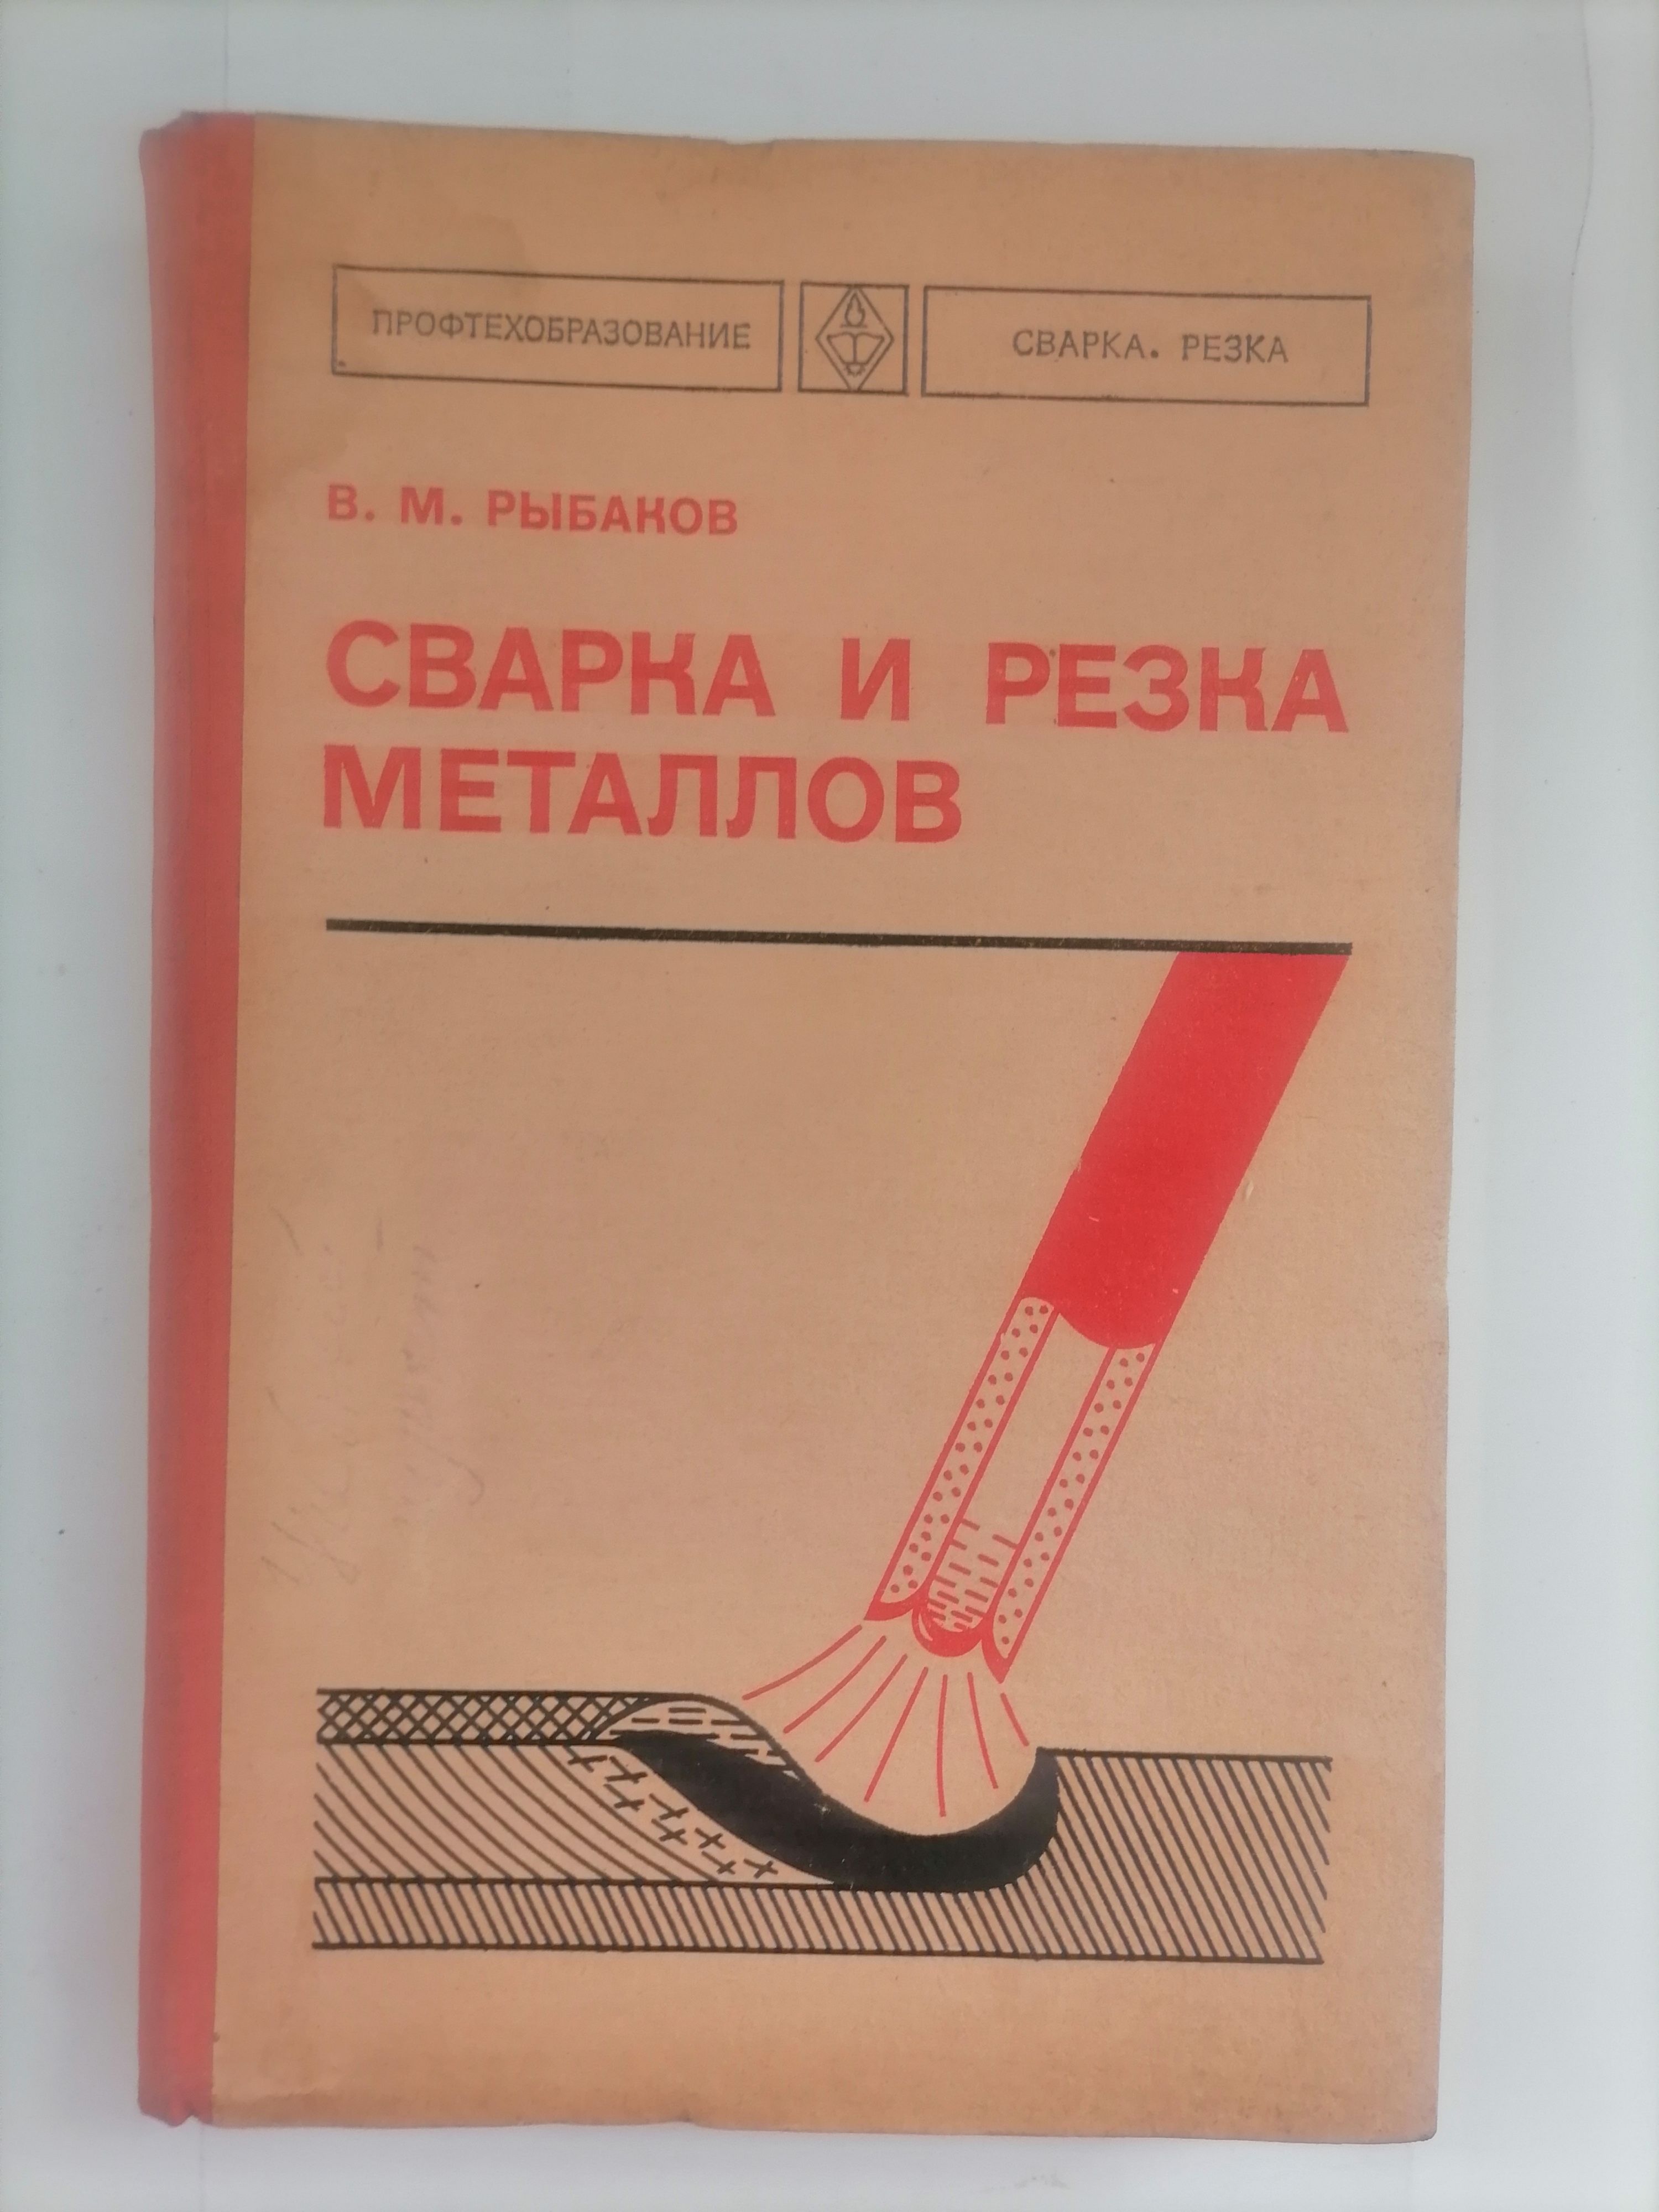 ПРОФТЕХОБРАЗОВАНИЕ
СВАРКА. РЕЗКА
В. М. РЫБАКОВ
СВАРКА И РЕЗКА
МЕТАЛЛОВ